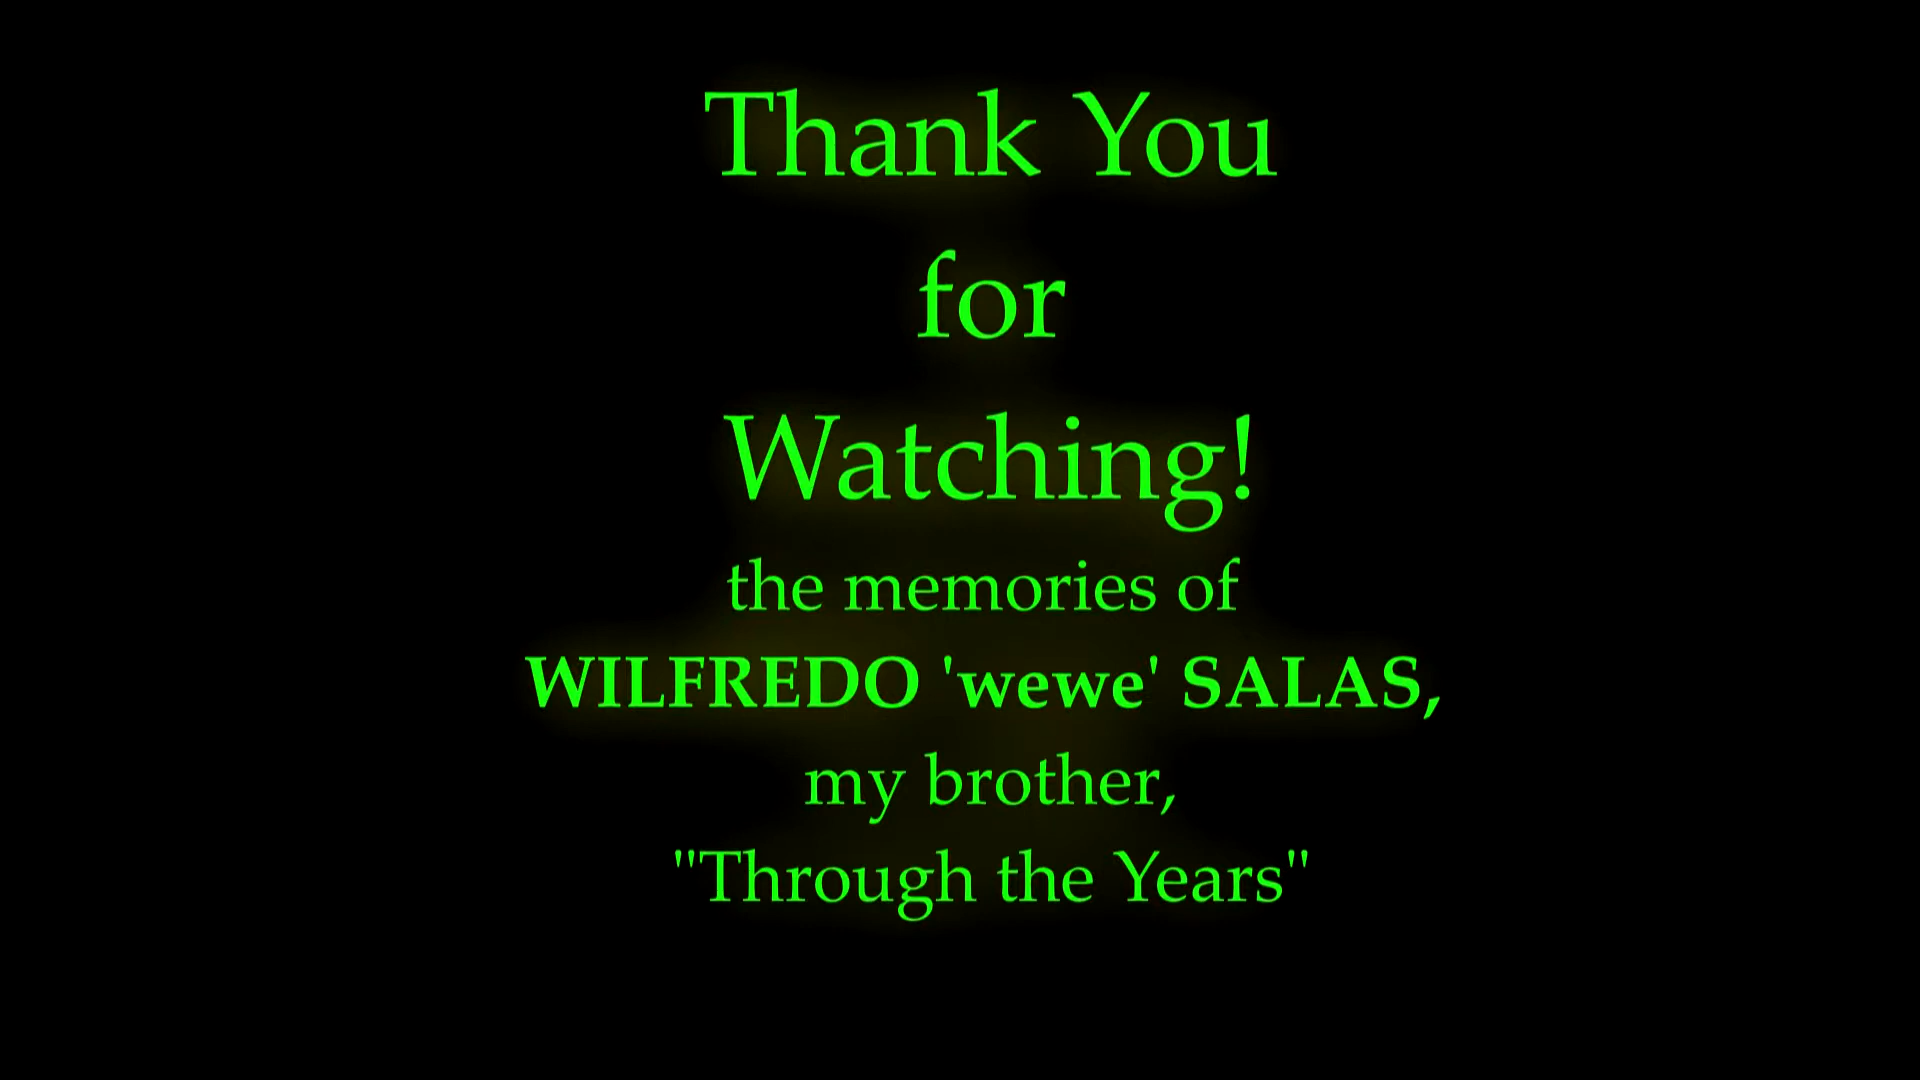 Thank You
for
Watching!
the memories of
WILFREDO 'wewe' SALAS,
my brother,
"Through the Years"